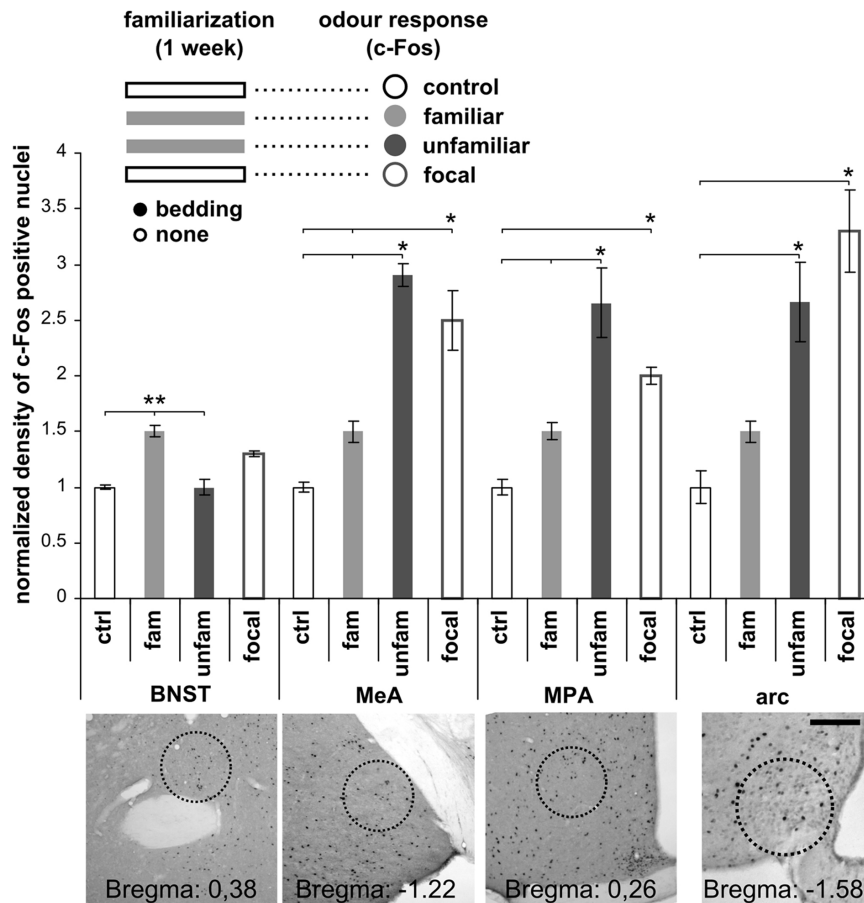 familiarization odour response
(1 week) (c-Fos)
control
familiar
unfamiliar
focal
bedding
none
normalized density of c-Fos positive nuclei
4
3.5
3
2.5
2
1.5
1
0.5
0
** * * * * * *
ctrl fam unfam focal ctrl fam unfam focal ctrl fam unfam focal ctrl fam unfam focal
BNST MeA MPA arc
Bregma: 0,38 Bregma: -1.22 Bregma: 0,26 Bregma: -1.58